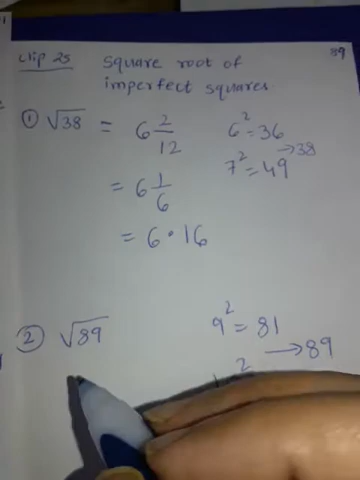 clip 25 Square root of 89
imperfect squares.
① √38 = 6 2/12 6² = 36
→38
7² = 49
= 6 1/6
= 6.16
② √89 9² = 81
→89
2